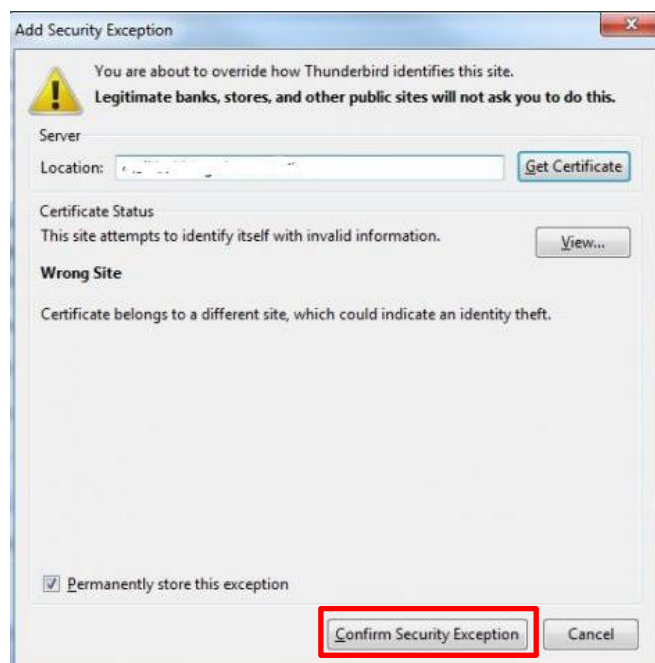 Add Security Exception
You are about to override how Thunderbird identifies this site.
Legitimate banks, stores, and other public sites will not ask you to do this.
Server
Location:
Get Certificate
Certificate Status
This site attempts to identify itself with invalid information.
View...
Wrong Site
Certificate belongs to a different site, which could indicate an identity theft.
Permanently store this exception
Confirm Security Exception
Cancel